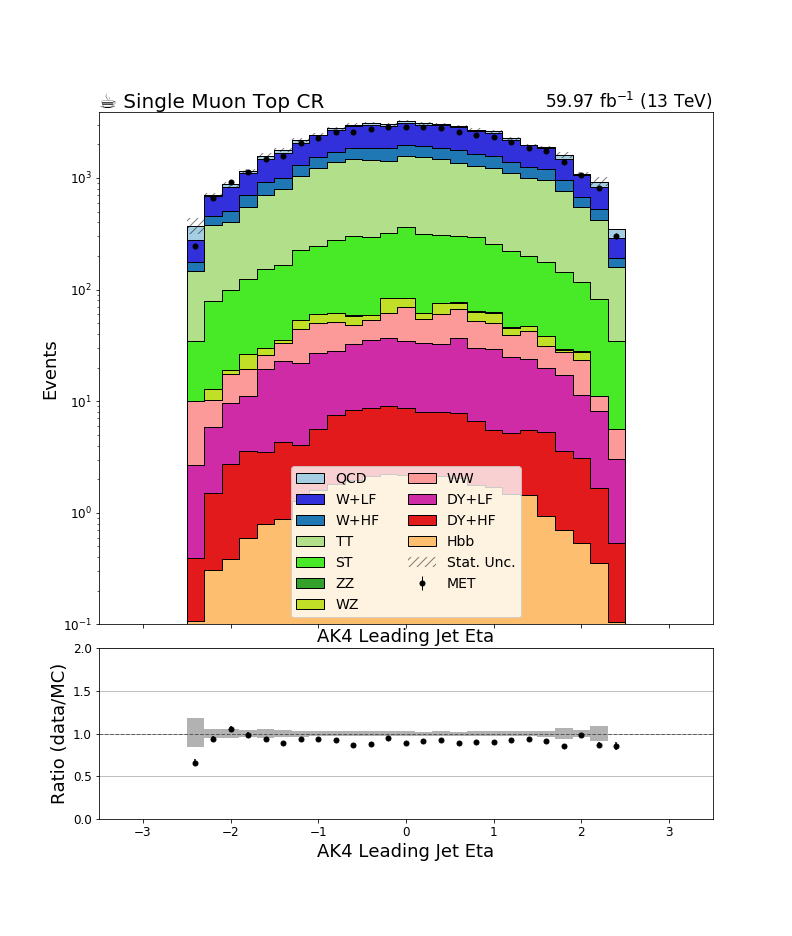 ☕ Single Muon Top CR
59.97 fb⁻¹ (13 TeV)
Events
10³
10²
10¹
10⁰
10⁻¹
QCD
W+LF
W+HF
TT
ST
ZZ
WZ
WW
DY+LF
DY+HF
Hbb
Stat. Unc.
MET
AK4 Leading Jet Eta
Ratio (data/MC)
2.0
1.5
1.0
0.5
0.0
−3 −2 −1 0 1 2 3
AK4 Leading Jet Eta